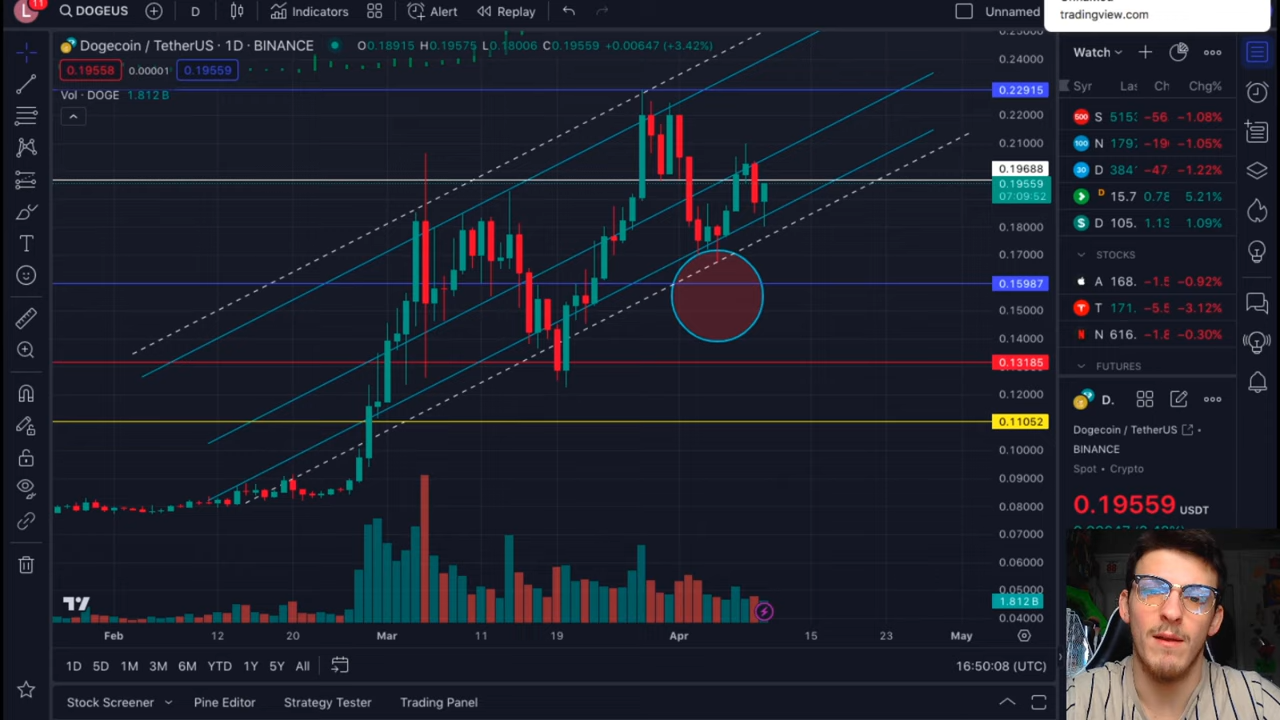 L
11
DOGEUS
D
Indicators
Alert
Replay
Unnamed
tradingview.com
Dogecoin / TetherUS · 1D · BINANCE
O0.18915 H0.19575 L0.18006 C0.19559 +0.00647 (+3.42%)
0.19558
0.00001
0.19559
Vol · DOGE 1.812 B
0.24000
0.22915
0.22000
0.21000
0.19688
0.19559
07:09:52
0.18000
0.17000
0.15987
0.15000
0.14000
0.13185
0.12000
0.11052
0.10000
0.09000
0.08000
0.07000
0.06000
0.05000
1.812 B
0.04000
Feb
12
20
Mar
11
19
Apr
15
23
May
1D
5D
1M
3M
6M
YTD
1Y
5Y
All
16:50:08 (UTC)
Stock Screener
Pine Editor
Strategy Tester
Trading Panel
Watch
Syr
Las
Ch
Chg%
500 S 515 −56. −1.08%
100 N 179 −19 −1.05%
30 D 384 −47. −1.22%
D 15.7 0.78 5.21%
$ D 105. 1.13 1.09%
STOCKS
A 168. −1.5 −0.92%
T 171. −5.5 −3.12%
N 616. −1.8 −0.30%
FUTURES
D.
Dogecoin / TetherUS
BINANCE
Spot • Crypto
0.19559 USDT